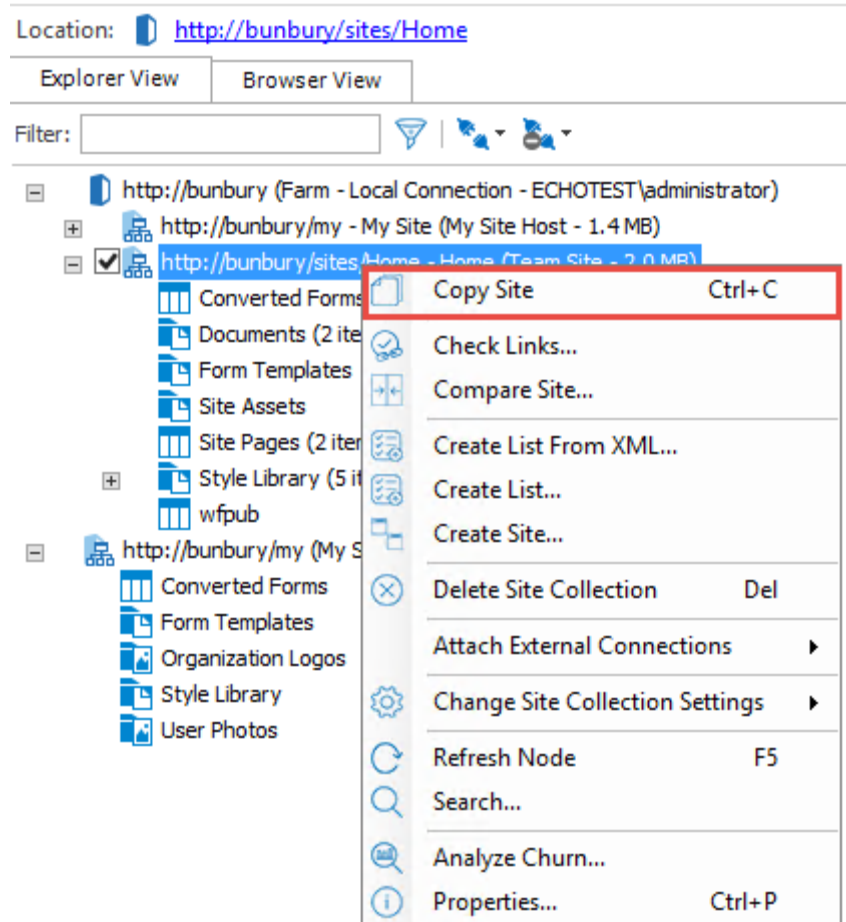 Location: http://bunbury/sites/Home
Explorer View Browser View
Filter:
http://bunbury (Farm - Local Connection - ECHOTEST\administrator)
http://bunbury/my - My Site (My Site Host - 1.4 MB)
http://bunbury/sites/Home - Home (Team Site - 2.0 MB)
Converted Forms
Copy Site Ctrl+C
Documents (2 ite
Check Links...
Form Templates
Compare Site...
Site Assets
Site Pages (2 iter
Create List From XML...
Style Library (5 it
Create List...
wfpub
Create Site...
http://bunbury/my (My S
Converted Forms
Delete Site Collection Del
Form Templates
Attach External Connections
Organization Logos
Style Library
Change Site Collection Settings
User Photos
Refresh Node F5
Search...
Analyze Churn...
Properties... Ctrl+P